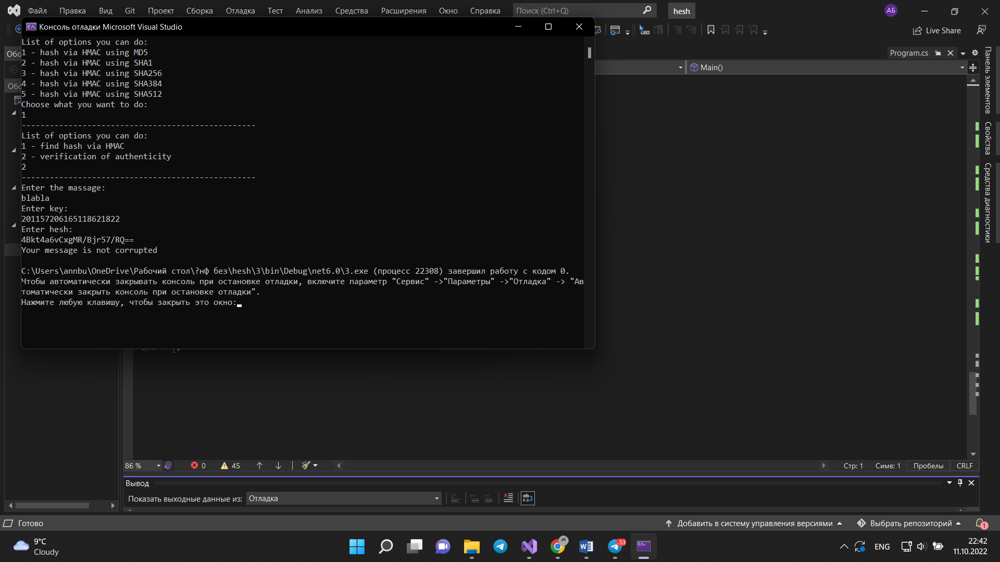 Файл Правка Вид Git Проект Сборка Отладка Тест Анализ Средства Расширения Окно Справка Поиск (Ctrl+Q) hesh АБ
Консоль отладки Microsoft Visual Studio
Live Share
List of options you can do:
1 - hash via HMAC using MD5
2 - hash via HMAC using SHA1
3 - hash via HMAC using SHA256
4 - hash via HMAC using SHA384
5 - hash via HMAC using SHA512
Choose what you want to do:
1
--------------------------------------------------
List of options you can do:
1 - find hash via HMAC
2 - verification of authenticity
2
--------------------------------------------------
Enter the massage:
blabla
Enter key:
201157206165118621822
Enter hesh:
4Bkt4a6vCxgMR/Bjr57/RQ==
Your message is not corrupted
C:\Users\annbu\OneDrive\Рабочий стол\?нф без\hesh\3\bin\Debug\net6.0\3.exe (процесс 22308) завершил работу с кодом 0.
Чтобы автоматически закрывать консоль при остановке отладки, включите параметр "Сервис" ->"Параметры" ->"Отладка" -> "Ав
томатически закрыть консоль при остановке отладки".
Нажмите любую клавишу, чтобы закрыть это окно:
Обо
Обо
Program.cs
Main()
Панель элементов
Свойства
Средства диагностики
86 % 0 45 Стр: 1 Симв: 1 Пробелы CRLF
Вывод
Показать выходные данные из: Отладка
Готово Добавить в систему управления версиями Выбрать репозиторий 1
9°C
Cloudy
53
ENG
22:42
11.10.2022